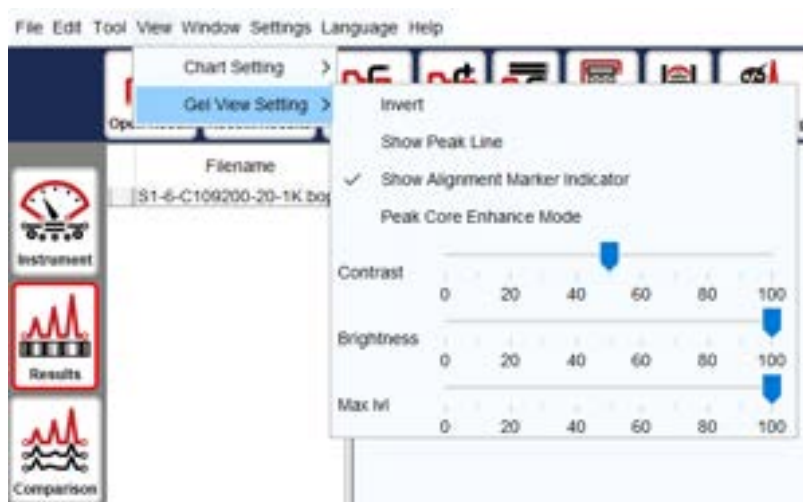 File Edit Tool View Window Settings Language Help
Chart Setting >
Gel View Setting >
Invert
Show Peak Line
✓ Show Alignment Marker Indicator
Peak Core Enhance Mode
Contrast
0 20 40 60 80 100
Brightness
0 20 40 60 80 100
Max lvl
0 20 40 60 80 100
Filename
S1-6-C109200-20-1K.bop
Instrument
Results
Comparison